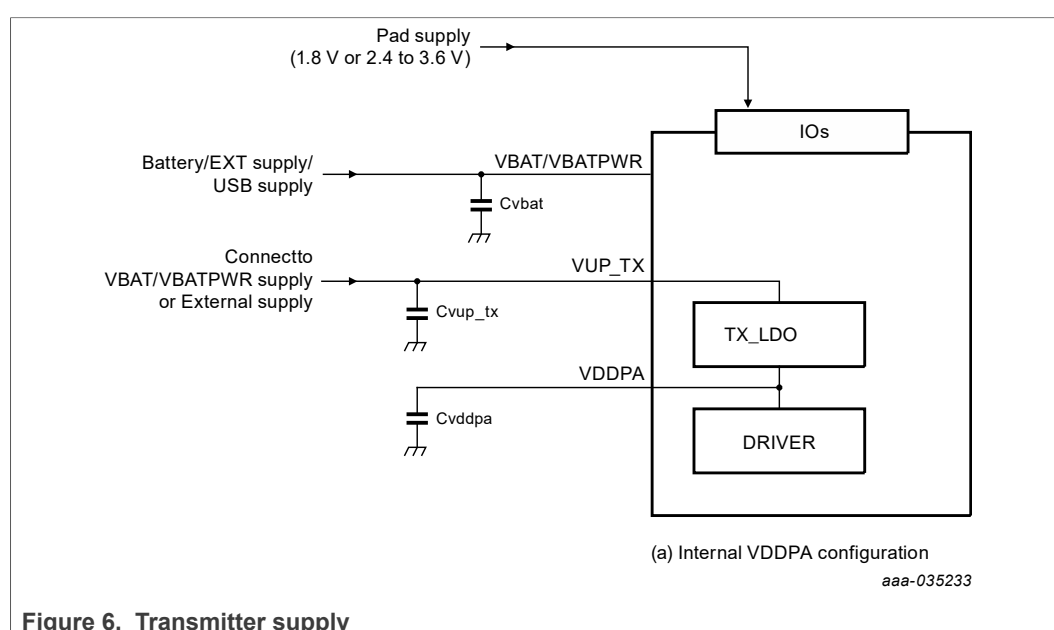 Pad supply
(1.8 V or 2.4 to 3.6 V)
IOs
Battery/EXT supply/
USB supply
VBAT/VBATPWR
Cvbat
Connectto
VBAT/VBATPWR supply
or External supply
VUP_TX
Cvup_tx
TX_LDO
VDDPA
Cvddpa
DRIVER
(a) Internal VDDPA configuration
aaa-035233
Figure 6. Transmitter supply